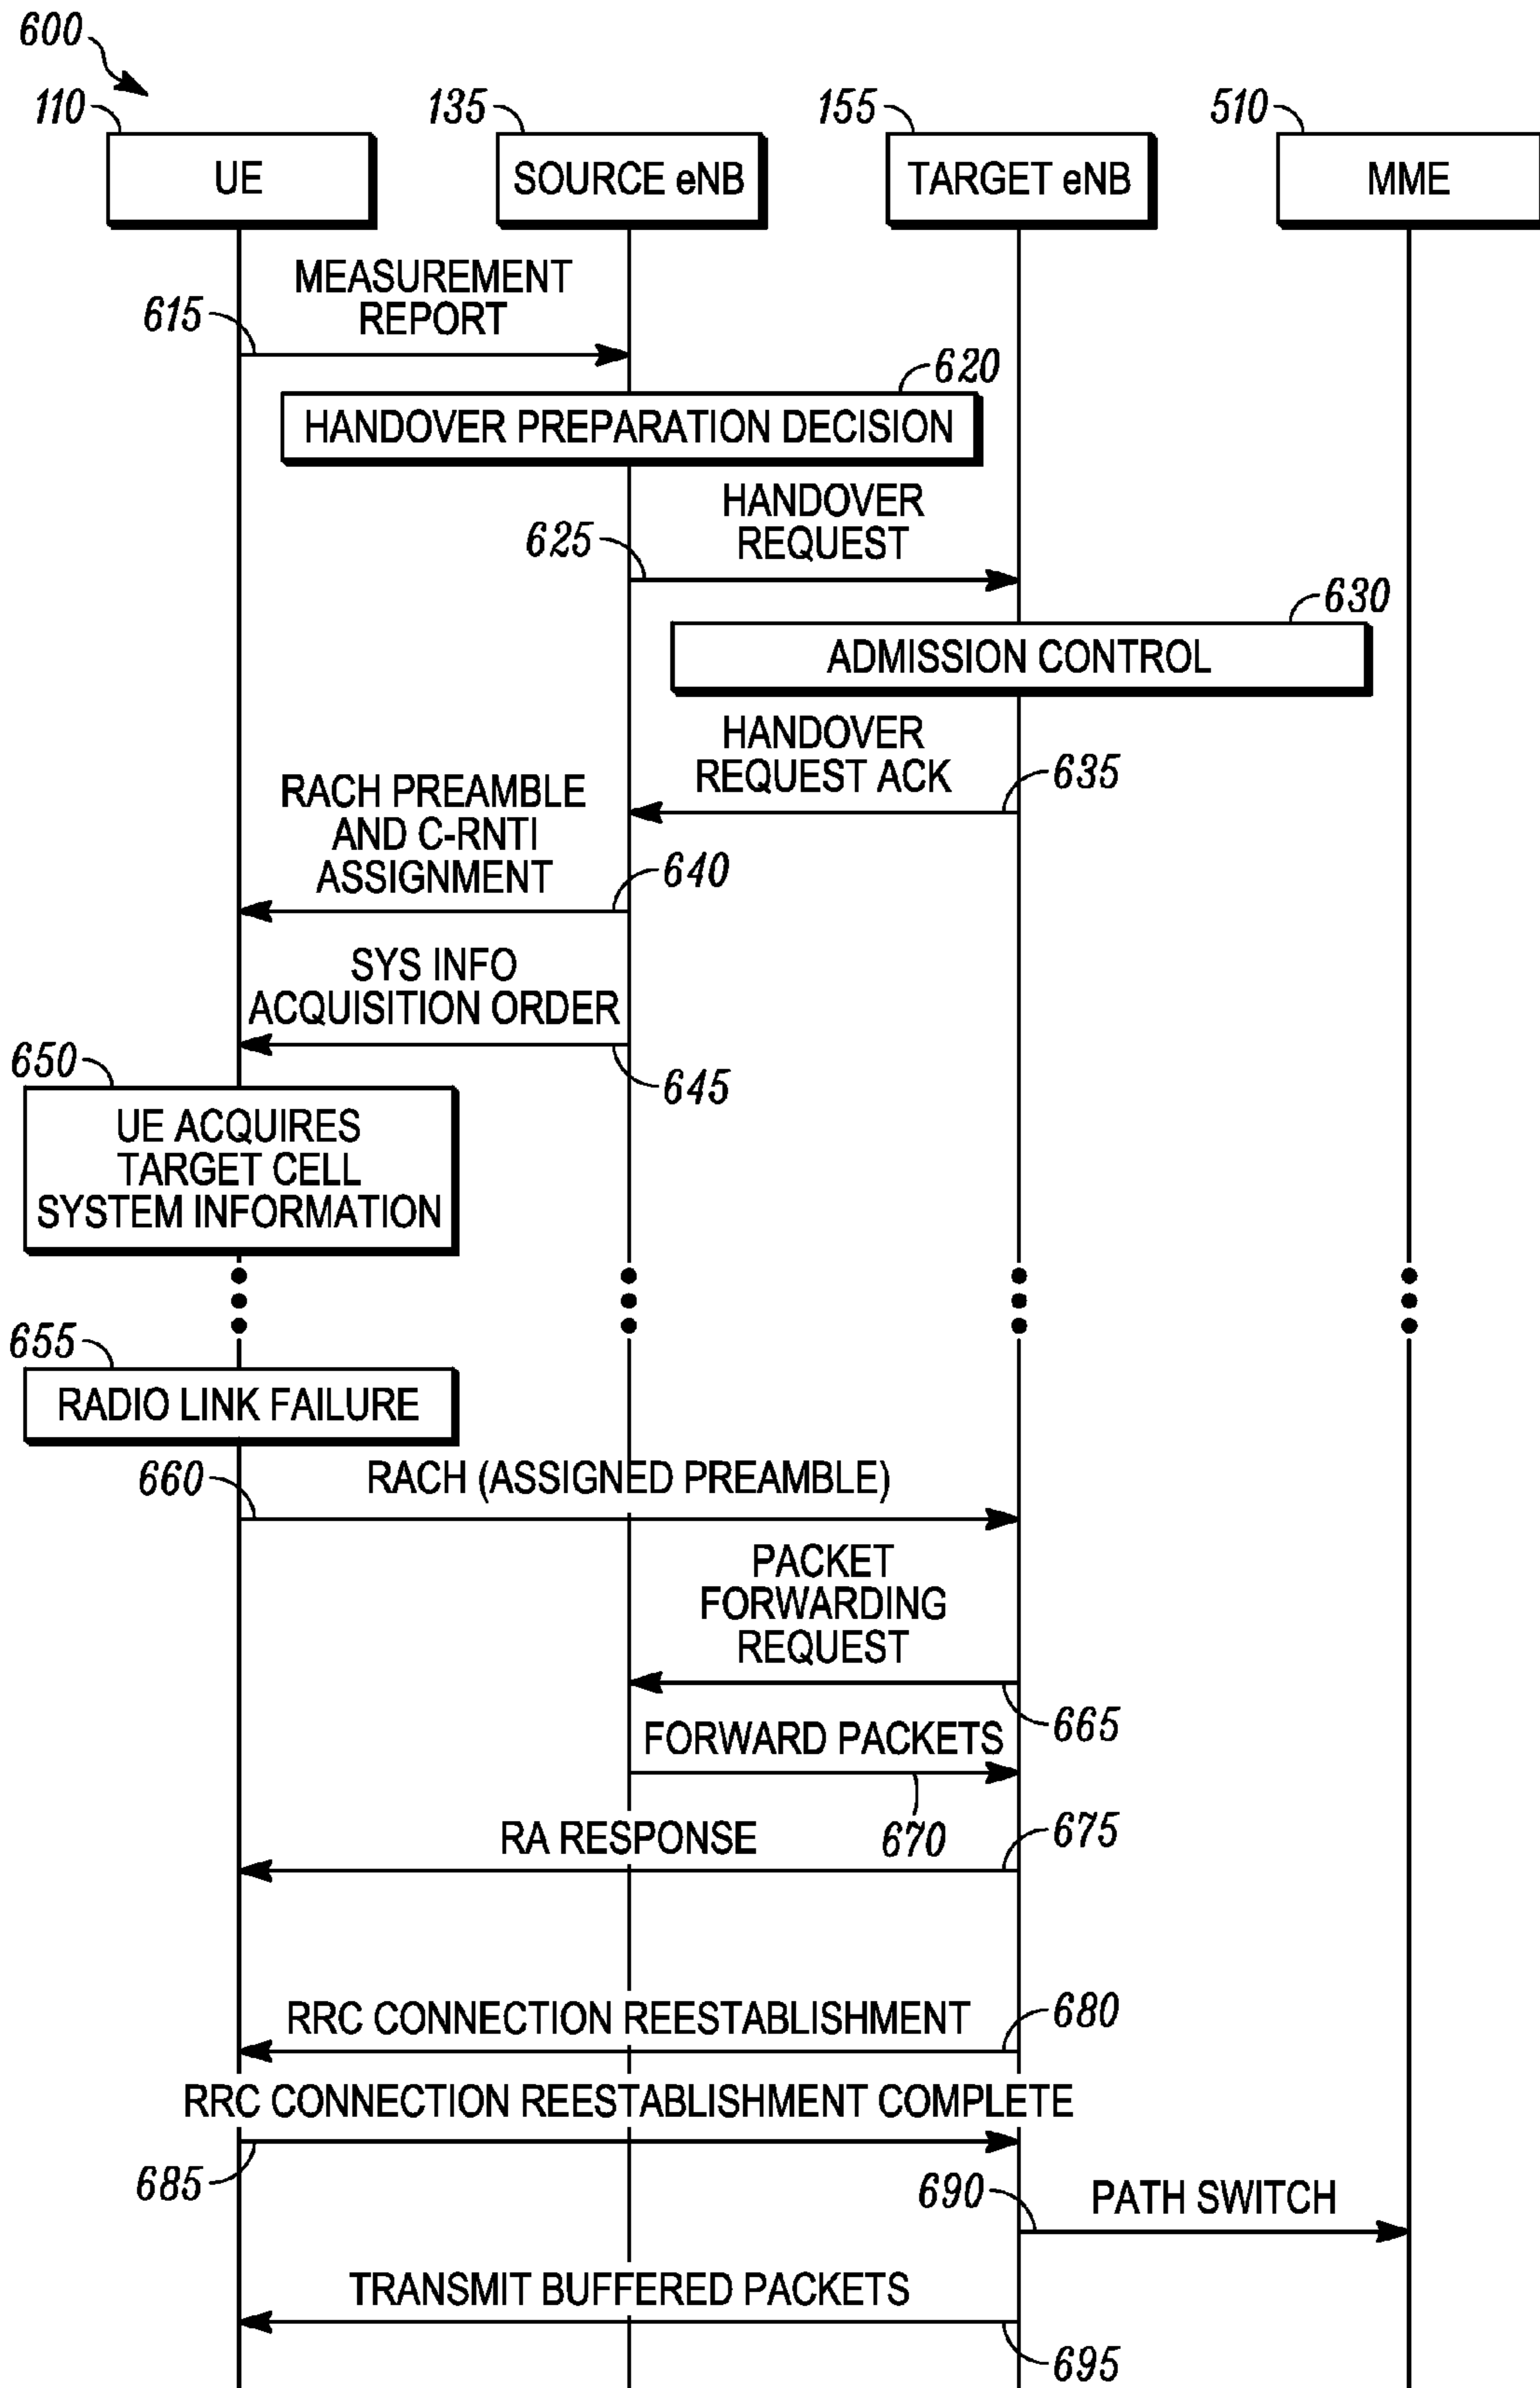 600
110
135
155
510
UE
SOURCE eNB
TARGET eNB
MME
MEASUREMENT
REPORT
615
620
HANDOVER PREPARATION DECISION
HANDOVER
REQUEST
625
630
ADMISSION CONTROL
HANDOVER
REQUEST ACK
635
RACH PREAMBLE
AND C-RNTI
ASSIGNMENT
640
SYS INFO
ACQUISITION ORDER
645
650
UE ACQUIRES
TARGET CELL
SYSTEM INFORMATION
655
RADIO LINK FAILURE
660
RACH (ASSIGNED PREAMBLE)
PACKET
FORWARDING
REQUEST
665
FORWARD PACKETS
670
RA RESPONSE
675
RRC CONNECTION REESTABLISHMENT
680
RRC CONNECTION REESTABLISHMENT COMPLETE
685
690
PATH SWITCH
TRANSMIT BUFFERED PACKETS
695